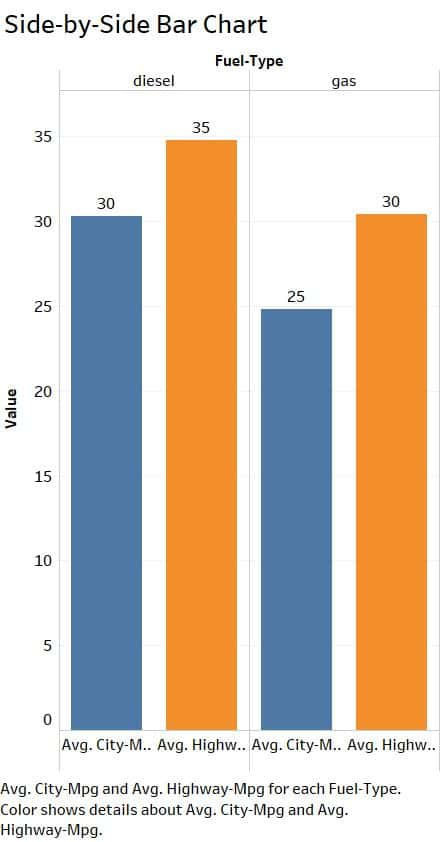 Side-by-Side Bar Chart
Fuel-Type
diesel
gas
35
30
25
20
15
10
5
0
Value
30
35
25
30
Avg. City-M..
Avg. Highw..
Avg. City-M..
Avg. Highw..
Avg. City-Mpg and Avg. Highway-Mpg for each Fuel-Type.
Color shows details about Avg. City-Mpg and Avg.
Highway-Mpg.